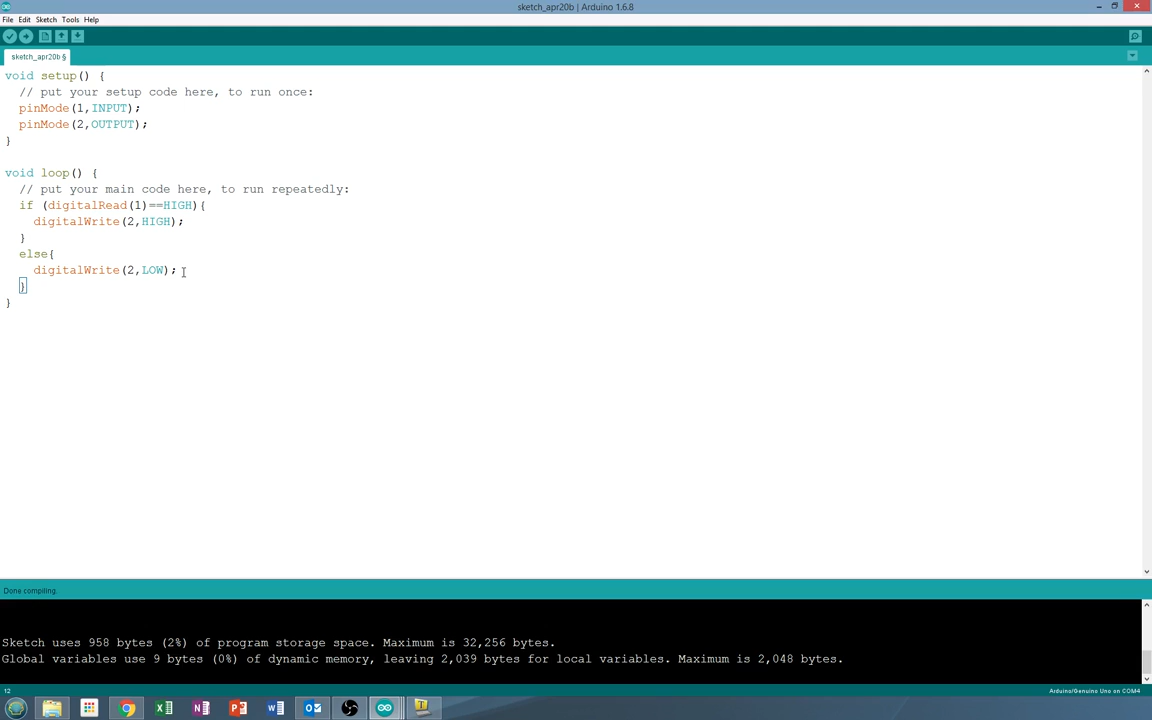 sketch_apr20b | Arduino 1.6.8
File Edit Sketch Tools Help
sketch_apr20b §
void setup() {
  // put your setup code here, to run once:
  pinMode(1,INPUT);
  pinMode(2,OUTPUT);
}
void loop() {
  // put your main code here, to run repeatedly:
  if (digitalRead(1)==HIGH){
    digitalWrite(2,HIGH);
  }
  else{
    digitalWrite(2,LOW);
  }
}
Done compiling.
Sketch uses 958 bytes (2%) of program storage space. Maximum is 32,256 bytes.
Global variables use 9 bytes (0%) of dynamic memory, leaving 2,039 bytes for local variables. Maximum is 2,048 bytes.
12 Arduino/Genuino Uno on COM4